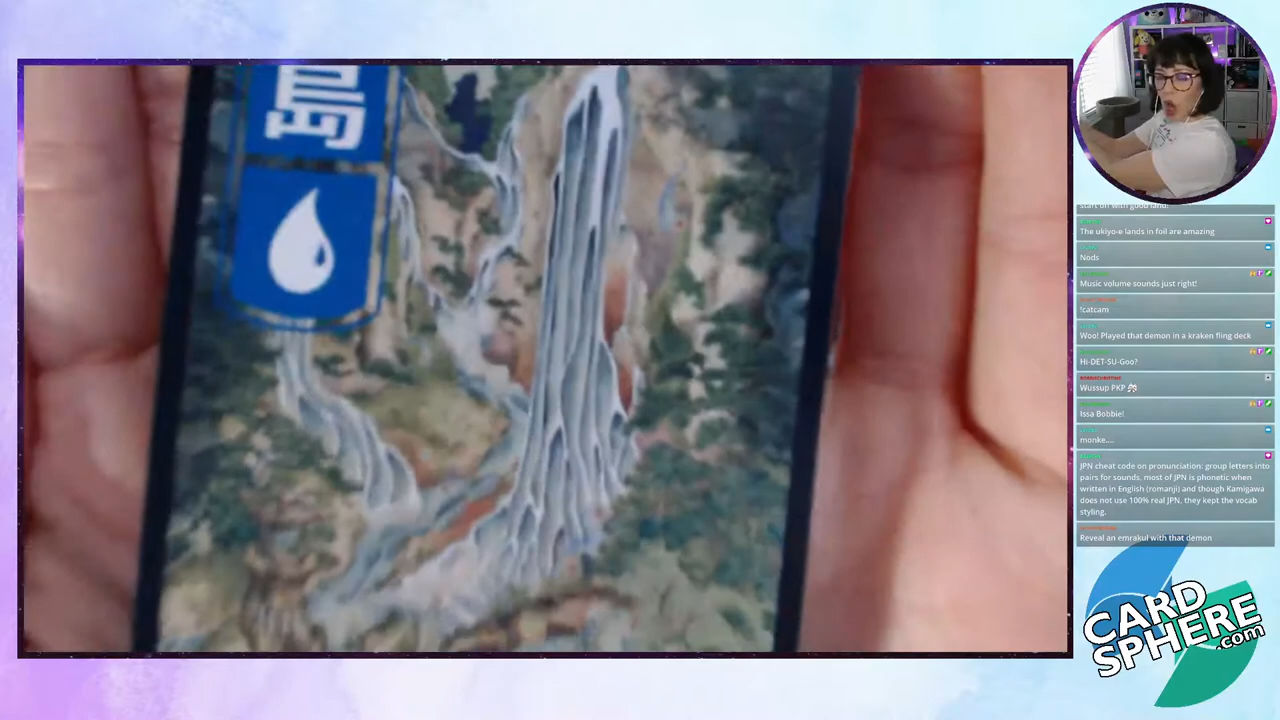 島
start off with good land!
The ukiyo-e lands in foil are amazing
Nods
Music volume sounds just right!
!catcam
Woo! Played that demon in a kraken fling deck
Hi-DET-SU-Goo?
Wussup PKP
Issa Bobbie!
monke....
JPN cheat code on pronunciation: group letters into
pairs for sounds. most of JPN is phonetic when
written in English (romanji) and though Kamigawa
does not use 100% real JPN, they kept the vocab
styling.
Reveal an emrakul with that demon
CARD
SPHERE
.com